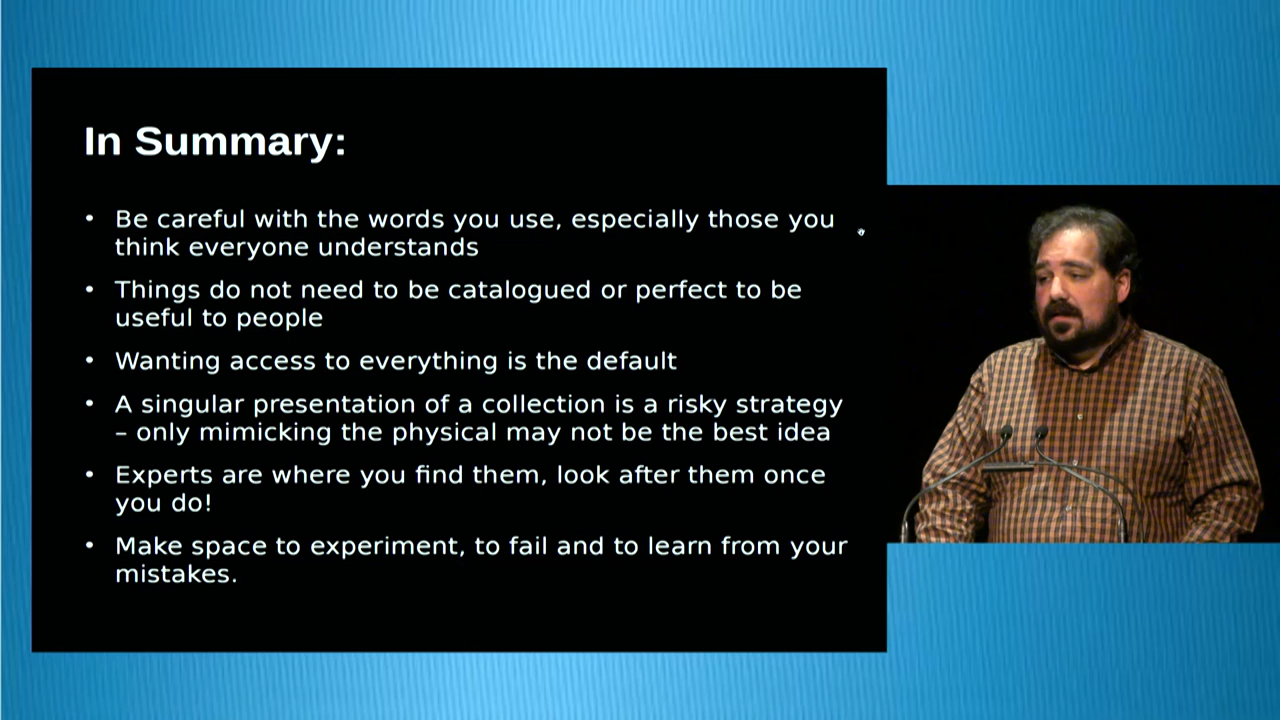 In Summary:
• Be careful with the words you use, especially those you
think everyone understands
• Things do not need to be catalogued or perfect to be
useful to people
• Wanting access to everything is the default
• A singular presentation of a collection is a risky strategy
– only mimicking the physical may not be the best idea
• Experts are where you find them, look after them once
you do!
• Make space to experiment, to fail and to learn from your
mistakes.